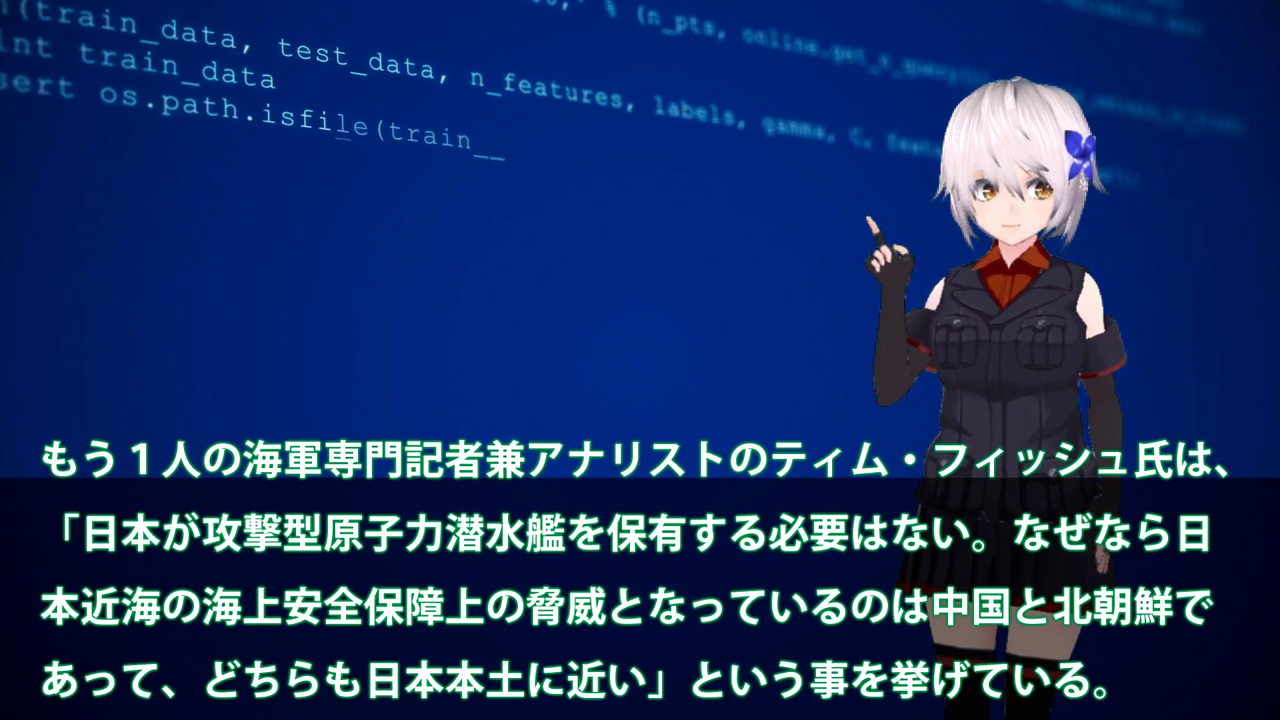 (train_data, test_data, n_features, labels, gamma, C,
int train_data
sert os.path.isfile(train__
% (n_pts,
もう１人の海軍専門記者兼アナリストのティム・フィッシュ氏は、
「日本が攻撃型原子力潜水艦を保有する必要はない。なぜなら日
本近海の海上安全保障上の脅威となっているのは中国と北朝鮮で
あって、どちらも日本本土に近い」という事を挙げている。